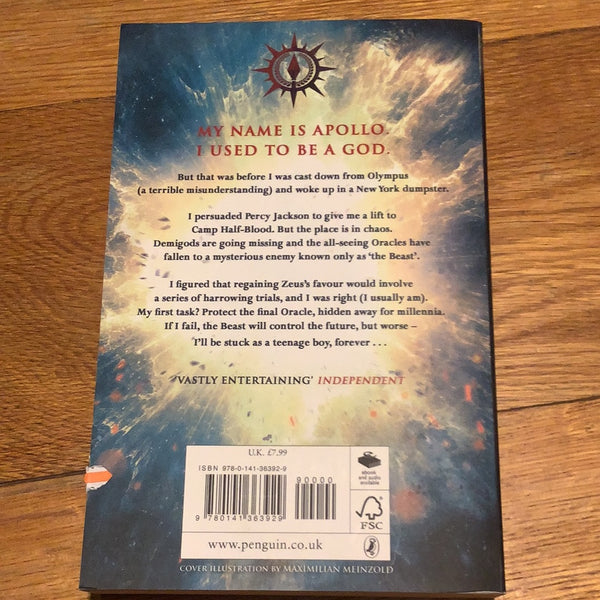 MY NAME IS APOLLO.
I USED TO BE A GOD.
But that was before I was cast down from Olympus
(a terrible misunderstanding) and woke up in a New York dumpster.
I persuaded Percy Jackson to give me a lift to
Camp Half-Blood. But the place is in chaos.
Demigods are going missing and the all-seeing Oracles have
fallen to a mysterious enemy known only as ‘the Beast’.
I figured that regaining Zeus’s favour would involve
a series of harrowing trials, and I was right (I usually am).
My first task? Protect the final Oracle, hidden away for millennia.
If I fail, the Beast will control the future, but worse –
I’ll be stuck as a teenage boy, forever . . .
‘VASTLY ENTERTAINING’ INDEPENDENT
U.K. £7.99
ISBN 978-0-141-36392-9
90000
9 780141 363929
ebook
and audio
available
FSC
www.penguin.co.uk
COVER ILLUSTRATION BY MAXIMILIAN MEINZOLD